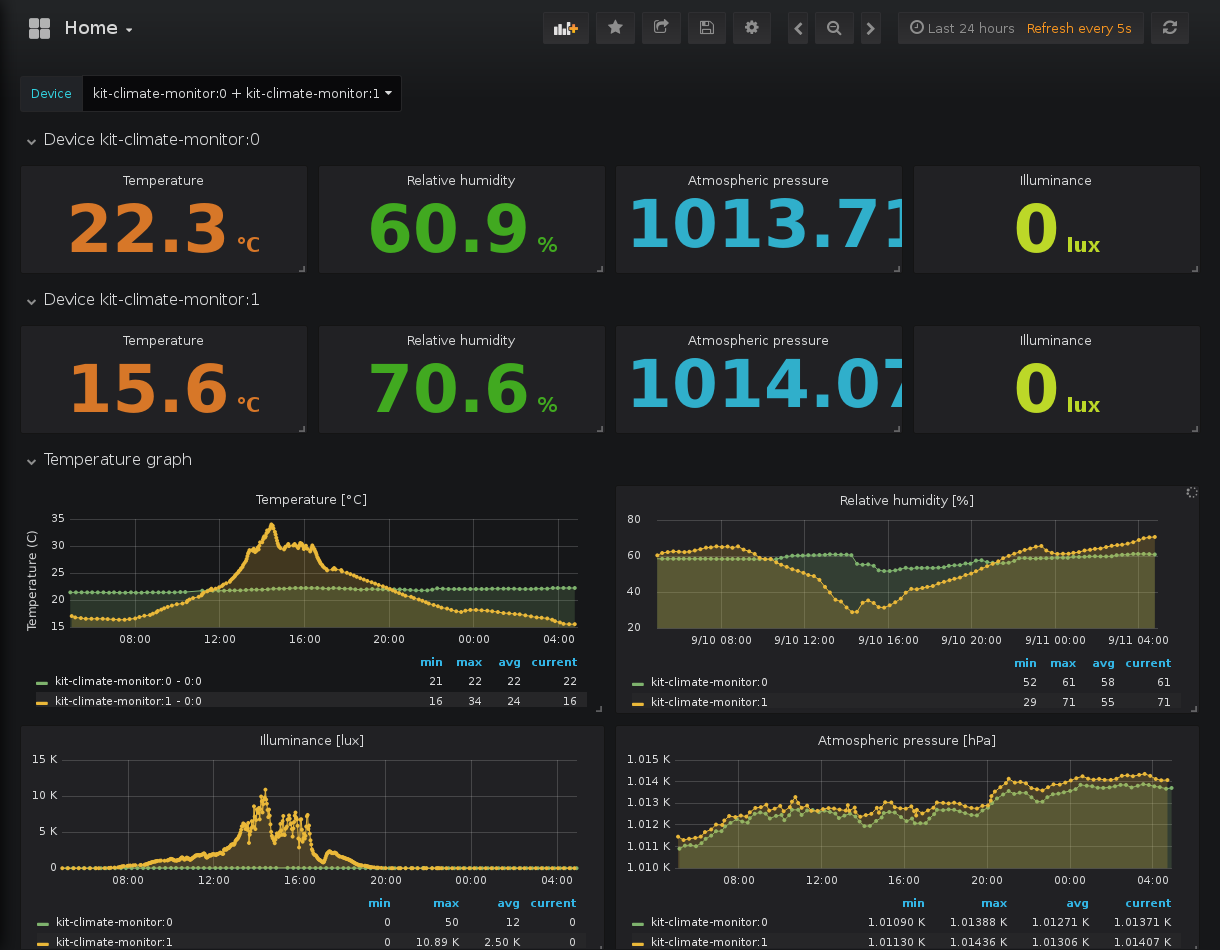 Home
Last 24 hours Refresh every 5s
Device kit-climate-monitor:0 + kit-climate-monitor:1
Device kit-climate-monitor:0
Temperature Relative humidity Atmospheric pressure Illuminance
22.3 °C 60.9 % 1013.71 0 lux
Device kit-climate-monitor:1
Temperature Relative humidity Atmospheric pressure Illuminance
15.6 °C 70.6 % 1014.07 0 lux
Temperature graph
Temperature [°C]
Temperature (C)
35
30
25
20
15
08:00 12:00 16:00 20:00 00:00 04:00
min max avg current
kit-climate-monitor:0 - 0:0 21 22 22 22
kit-climate-monitor:1 - 0:0 16 34 24 16
Relative humidity [%]
80
60
40
20
9/10 08:00 9/10 12:00 9/10 16:00 9/10 20:00 9/11 00:00 9/11 04:00
min max avg current
kit-climate-monitor:0 52 61 58 61
kit-climate-monitor:1 29 71 55 71
Illuminance [lux]
15 K
10 K
5 K
0
08:00 12:00 16:00 20:00 00:00 04:00
min max avg current
kit-climate-monitor:0 0 50 12 0
kit-climate-monitor:1 0 10.89 K 2.50 K 0
Atmospheric pressure [hPa]
1.015 K
1.014 K
1.013 K
1.012 K
1.011 K
1.010 K
08:00 12:00 16:00 20:00 00:00 04:00
min max avg current
kit-climate-monitor:0 1.01090 K 1.01388 K 1.01271 K 1.01371 K
kit-climate-monitor:1 1.01130 K 1.01436 K 1.01306 K 1.01407 K